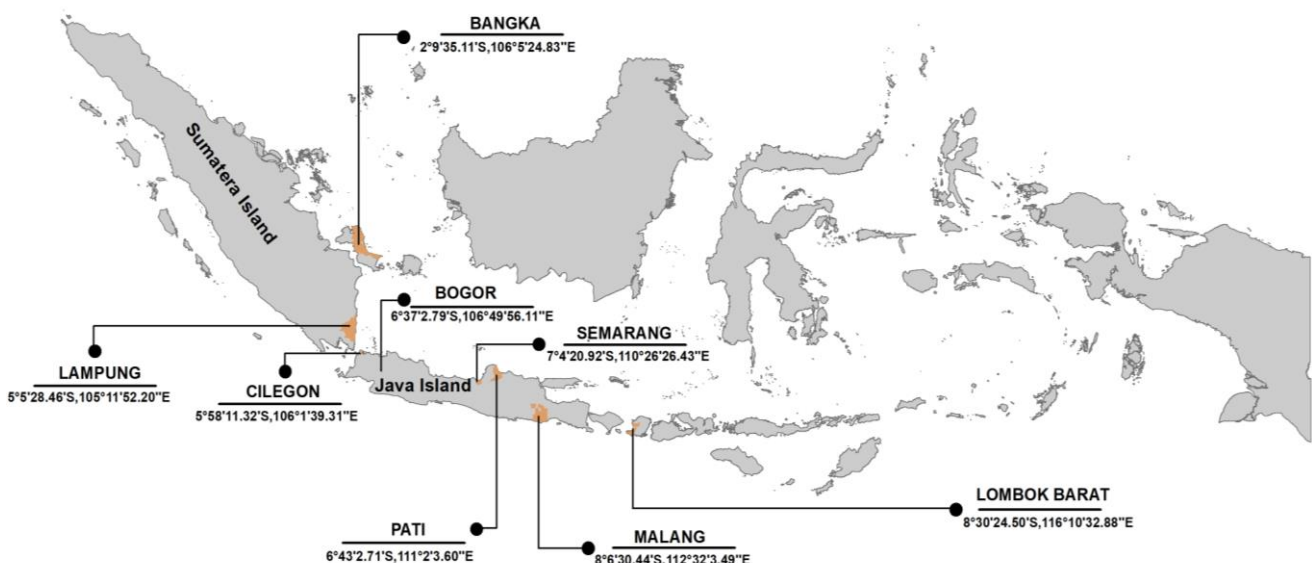 BANGKA
2°9'35.11'S,106°5'24.83"E
Sumatera Island
BOGOR
6°37'2.79'S,106°49'56.11"E
SEMARANG
7°4'20.92'S,110°26'26.43"E
LAMPUNG
5°5'28.46'S,105°11'52.20"E
CILEGON
5°58'11.32'S,106°1'39.31"E
Java Island
LOMBOK BARAT
8°30'24.50'S,116°10'32.88"E
PATI
6°43'2.71'S,111°2'3.60"E
MALANG
8°6'30.44'S,112°32'3.49"E